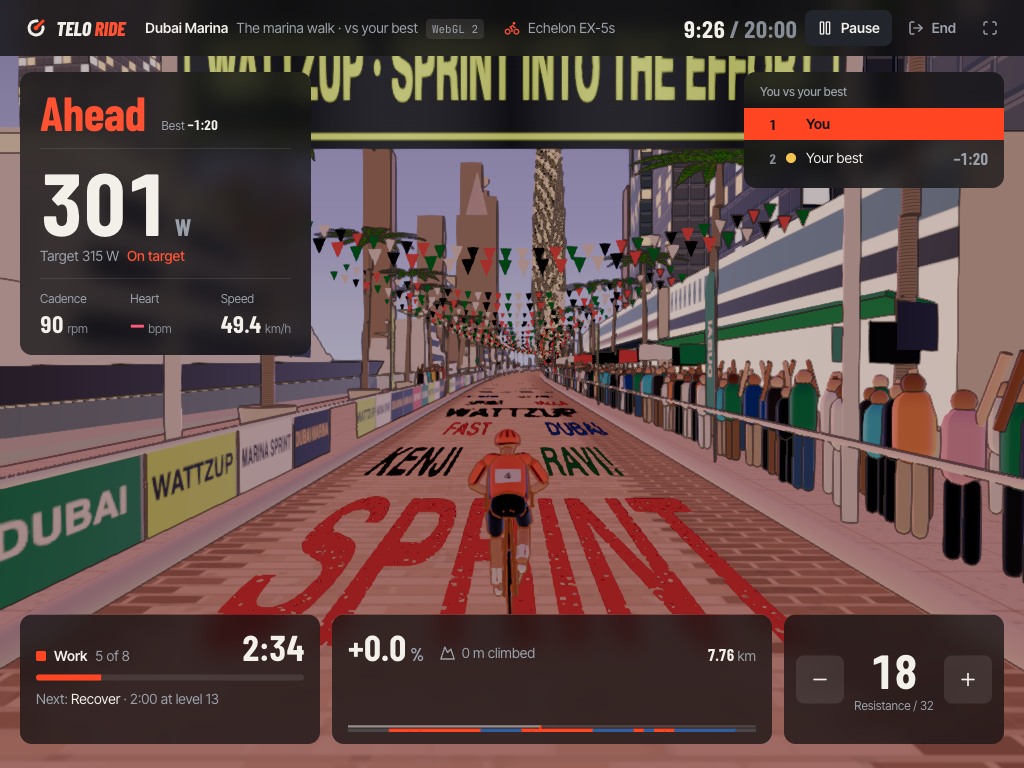 TELO RIDE
Dubai Marina The marina walk · vs your best WebGL 2 Echelon EX-5s 9:26 / 20:00 Pause End
WATTZUP · SPRINT INTO THE EFFORT
Ahead Best −1:20
301 W
Target 315 W On target
Cadence Heart Speed
90 rpm – bpm 49.4 km/h
You vs your best
1 You
2 Your best −1:20
WATTZUP
FAST DUBAI
KENJI RAVI!
4
SPRINT
DUBAI
WATTZUP
MARINA SPRINT
DUBAI MARINA
Work 5 of 8 2:34
Next: Recover · 2:00 at level 13
+0.0 % 0 m climbed 7.76 km
− 18 +
Resistance / 32